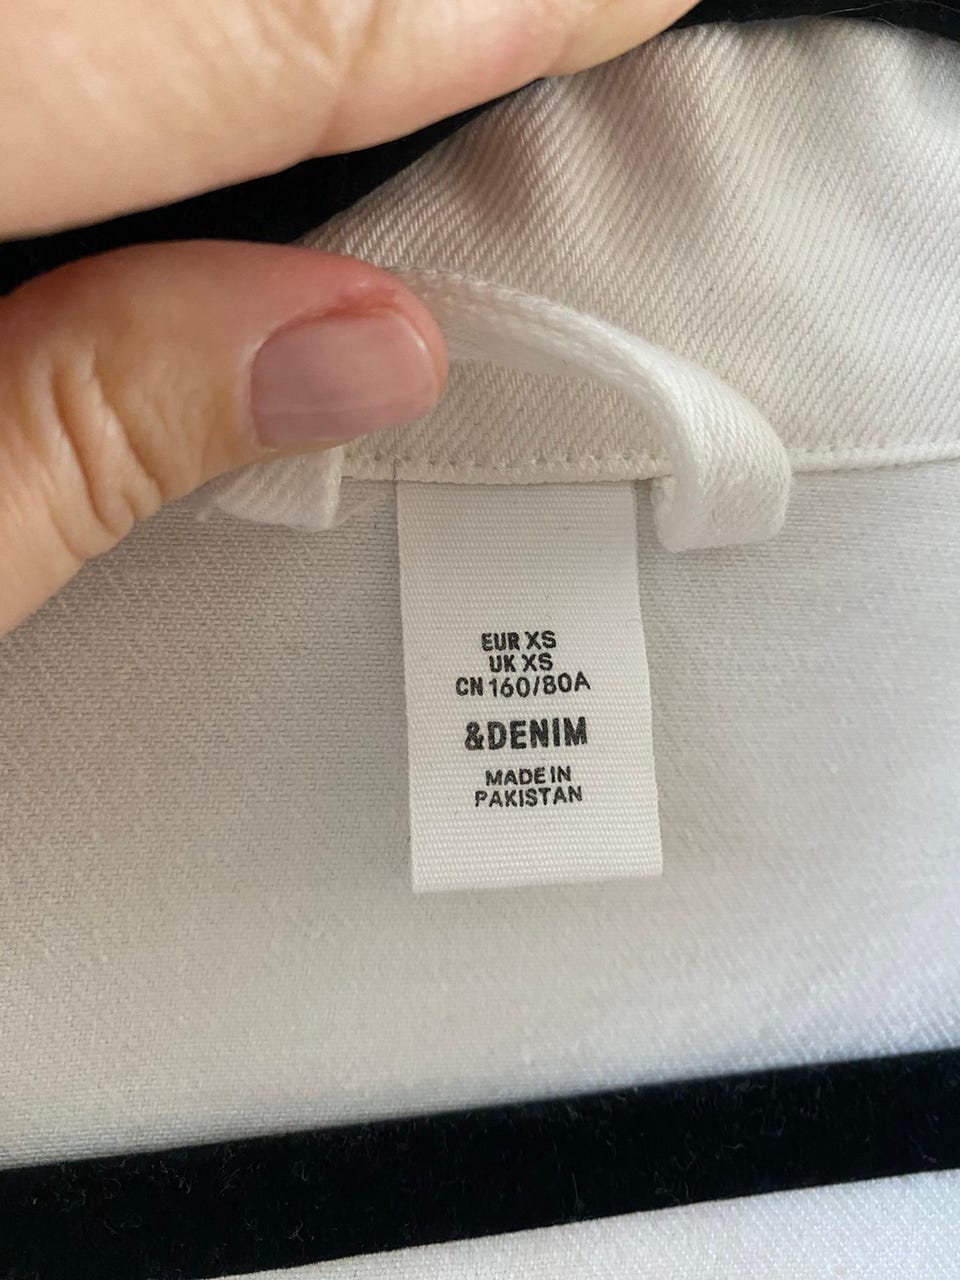 EUR XS
UK XS
CN 160/80A
&DENIM
MADE IN
PAKISTAN